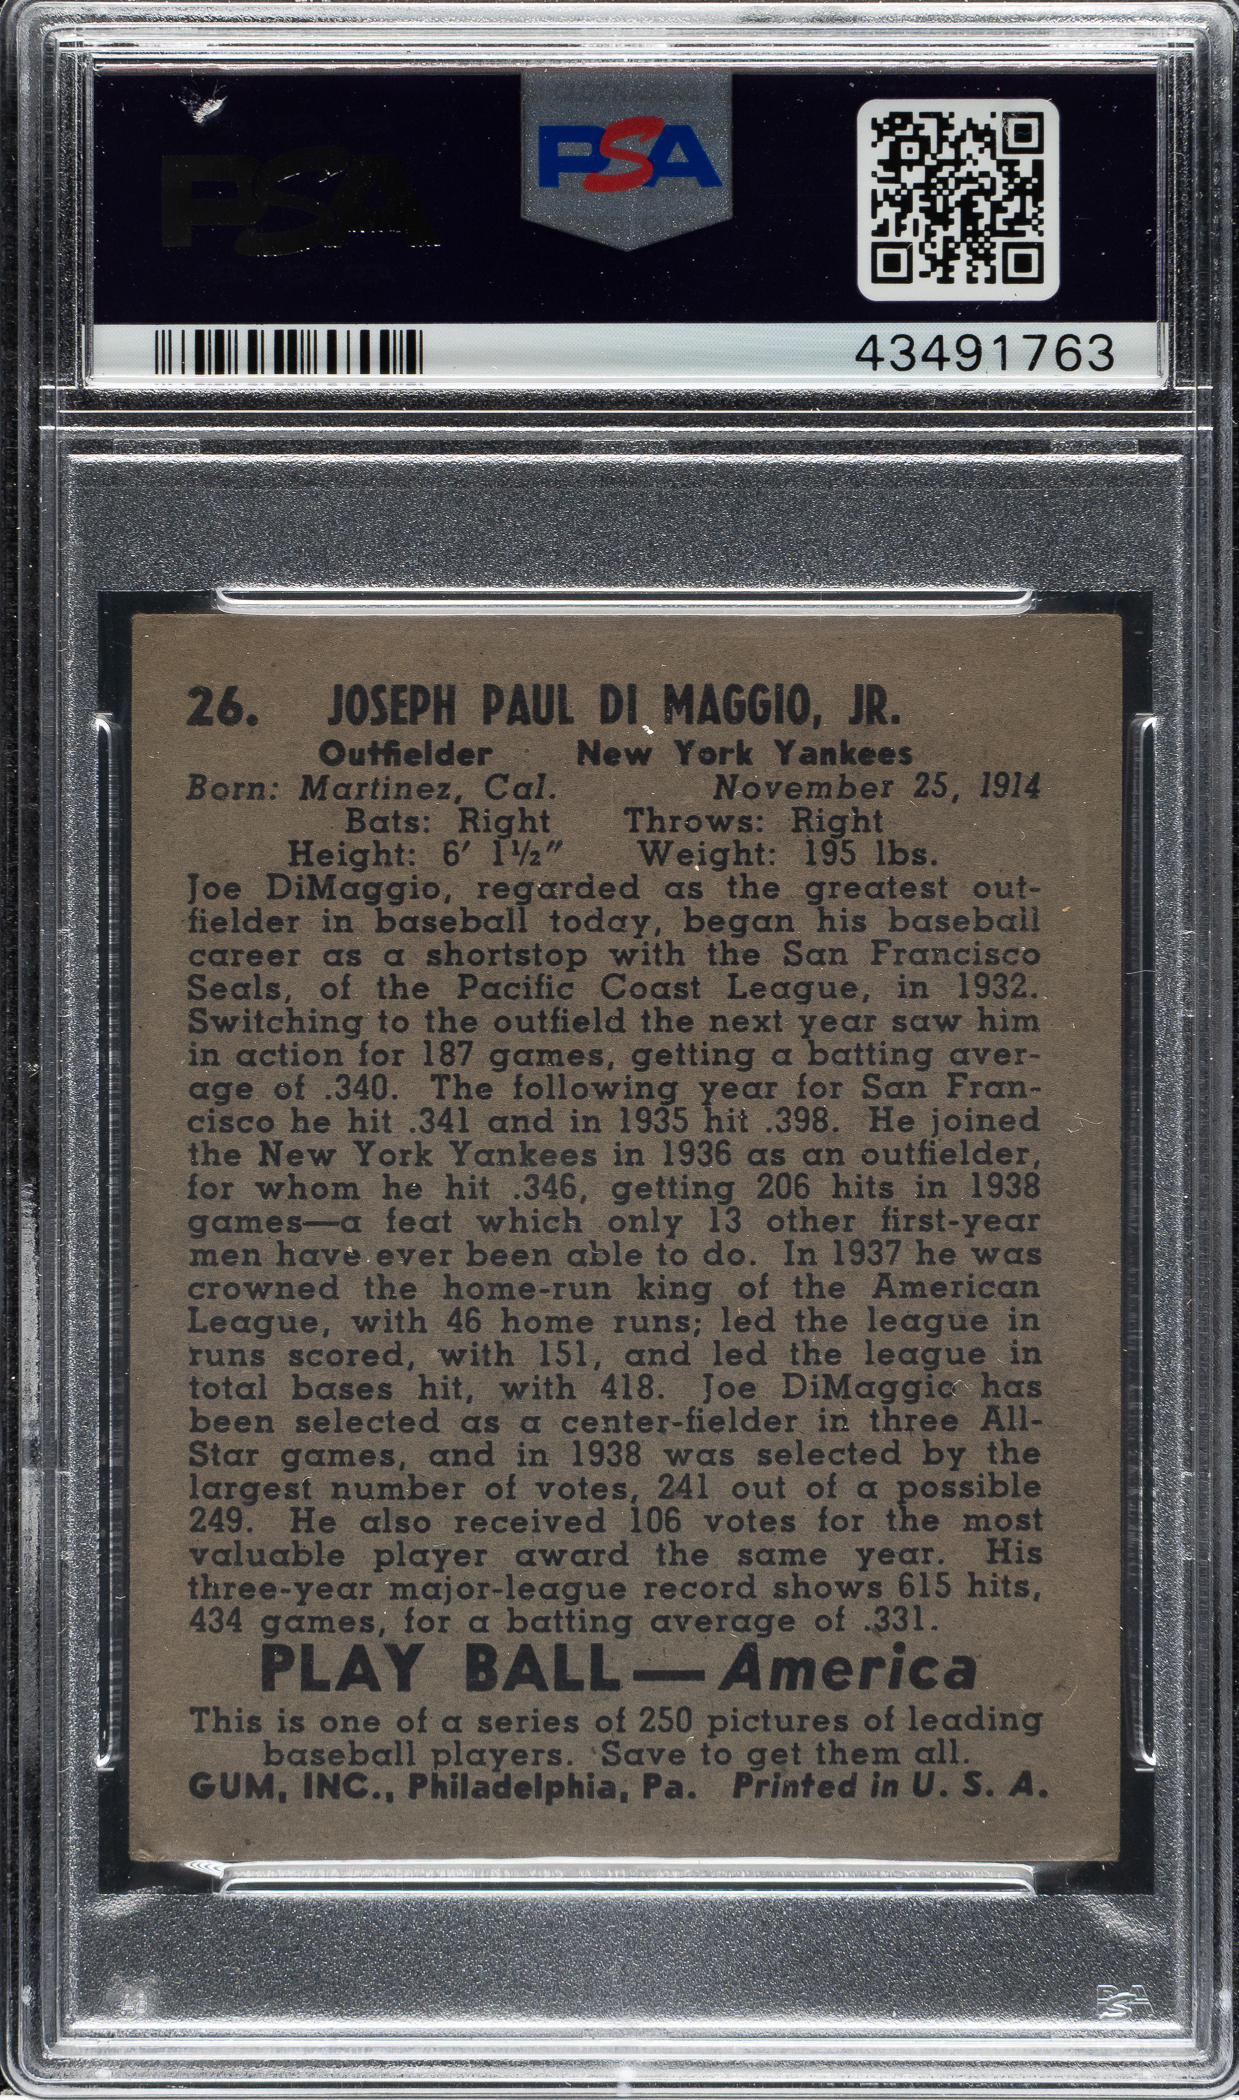 PSA
PSA
43491763
26. JOSEPH PAUL DI MAGGIO, JR.
Outfielder New York Yankees
Born: Martinez, Cal. November 25, 1914
Bats: Right Throws: Right
Height: 6' 1½" Weight: 195 lbs.
Joe DiMaggio, regarded as the greatest out-
fielder in baseball today, began his baseball
career as a shortstop with the San Francisco
Seals, of the Pacific Coast League, in 1932.
Switching to the outfield the next year saw him
in action for 187 games, getting a batting aver-
age of .340. The following year for San Fran-
cisco he hit .341 and in 1935 hit .398. He joined
the New York Yankees in 1936 as an outfielder,
for whom he hit .346, getting 206 hits in 1938
games—a feat which only 13 other first-year
men have ever been able to do. In 1937 he was
crowned the home-run king of the American
League, with 46 home runs; led the league in
runs scored, with 151, and led the league in
total bases hit, with 418. Joe DiMaggio has
been selected as a center-fielder in three All-
Star games, and in 1938 was selected by the
largest number of votes, 241 out of a possible
249. He also received 106 votes for the most
valuable player award the same year. His
three-year major-league record shows 615 hits,
434 games, for a batting average of .331.
PLAY BALL—America
This is one of a series of 250 pictures of leading
baseball players. Save to get them all.
GUM, INC., Philadelphia, Pa. Printed in U. S. A.
PSA